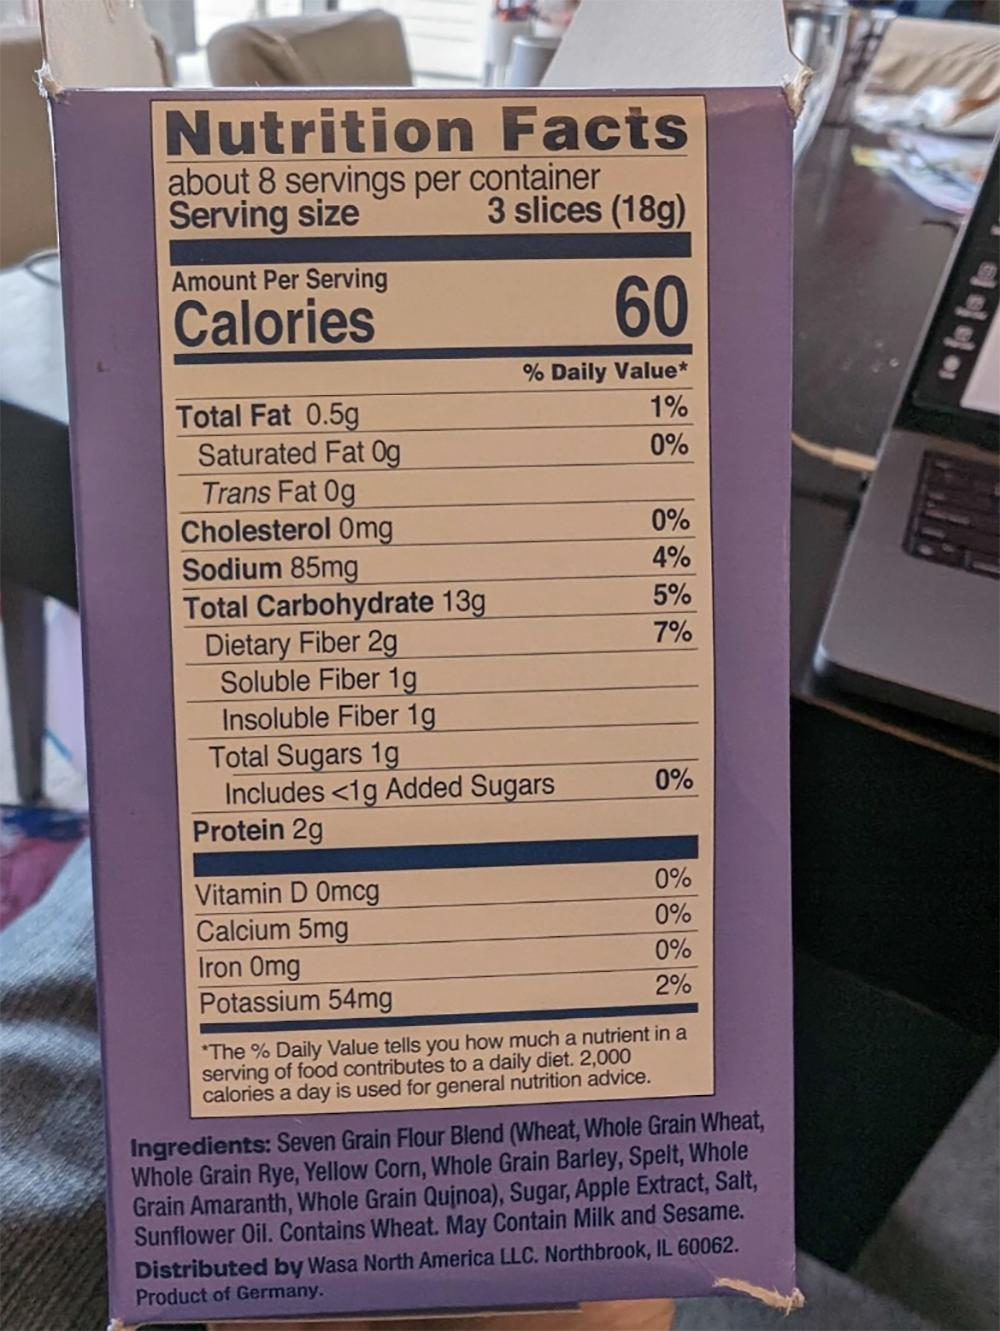 Nutrition Facts
about 8 servings per container
Serving size 3 slices (18g)
Amount Per Serving
Calories 60
% Daily Value*
Total Fat 0.5g 1%
Saturated Fat 0g 0%
Trans Fat 0g
Cholesterol 0mg 0%
Sodium 85mg 4%
Total Carbohydrate 13g 5%
Dietary Fiber 2g 7%
Soluble Fiber 1g
Insoluble Fiber 1g
Total Sugars 1g
Includes <1g Added Sugars 0%
Protein 2g
Vitamin D 0mcg 0%
Calcium 5mg 0%
Iron 0mg 0%
Potassium 54mg 2%
*The % Daily Value tells you how much a nutrient in a
serving of food contributes to a daily diet. 2,000
calories a day is used for general nutrition advice.
Ingredients: Seven Grain Flour Blend (Wheat, Whole Grain Wheat,
Whole Grain Rye, Yellow Corn, Whole Grain Barley, Spelt, Whole
Grain Amaranth, Whole Grain Quinoa), Sugar, Apple Extract, Salt,
Sunflower Oil. Contains Wheat. May Contain Milk and Sesame.
Distributed by Wasa North America LLC. Northbrook, IL 60062.
Product of Germany.